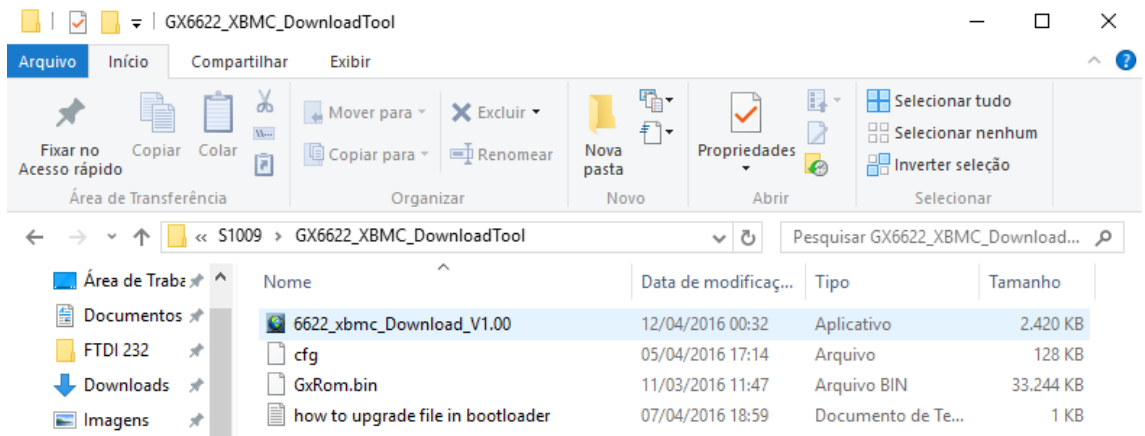 GX6622_XBMC_DownloadTool
Arquivo Início Compartilhar Exibir
Fixar no Acesso rápido
Copiar
Colar
Área de Transferência
Mover para
Copiar para
Excluir
Renomear
Organizar
Nova pasta
Novo
Propriedades
Abrir
Selecionar tudo
Selecionar nenhum
Inverter seleção
Selecionar
« S1009 > GX6622_XBMC_DownloadTool
Pesquisar GX6622_XBMC_Download...
Área de Traba
Documentos
FTDI 232
Downloads
Imagens
Nome Data de modificaç... Tipo Tamanho
6622_xbmc_Download_V1.00 12/04/2016 00:32 Aplicativo 2.420 KB
cfg 05/04/2016 17:14 Arquivo 128 KB
GxRom.bin 11/03/2016 11:47 Arquivo BIN 33.244 KB
how to upgrade file in bootloader 07/04/2016 18:59 Documento de Te... 1 KB